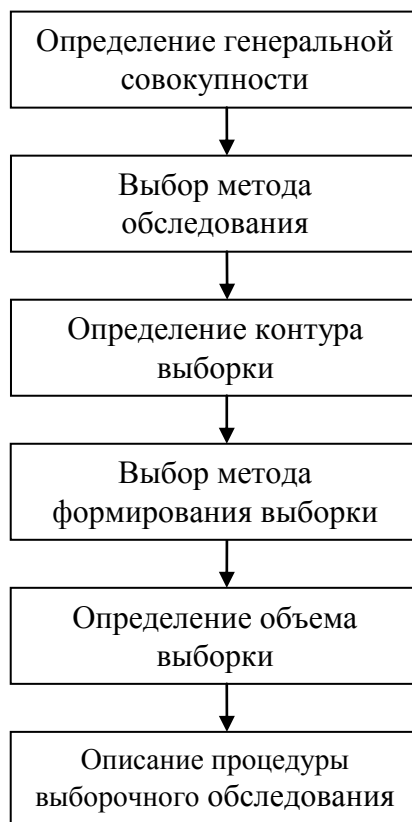 Определение генеральной
совокупности
Выбор метода
обследования
Определение контура
выборки
Выбор метода
формирования выборки
Определение объема
выборки
Описание процедуры
выборочного обследования